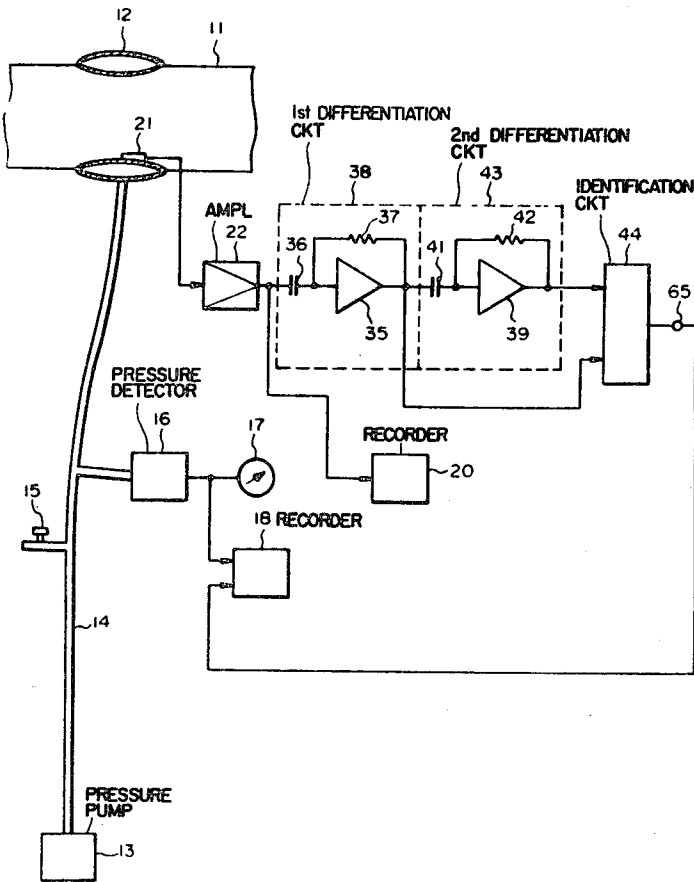 12
11
21
1st DIFFERENTIATION
CKT
2nd DIFFERENTIATION
CKT
38
43
IDENTIFICATION
CKT
AMPL
22
36
37
41
42
44
65
35
39
PRESSURE
DETECTOR
16
17
RECORDER
20
15
18 RECORDER
14
PRESSURE
PUMP
13